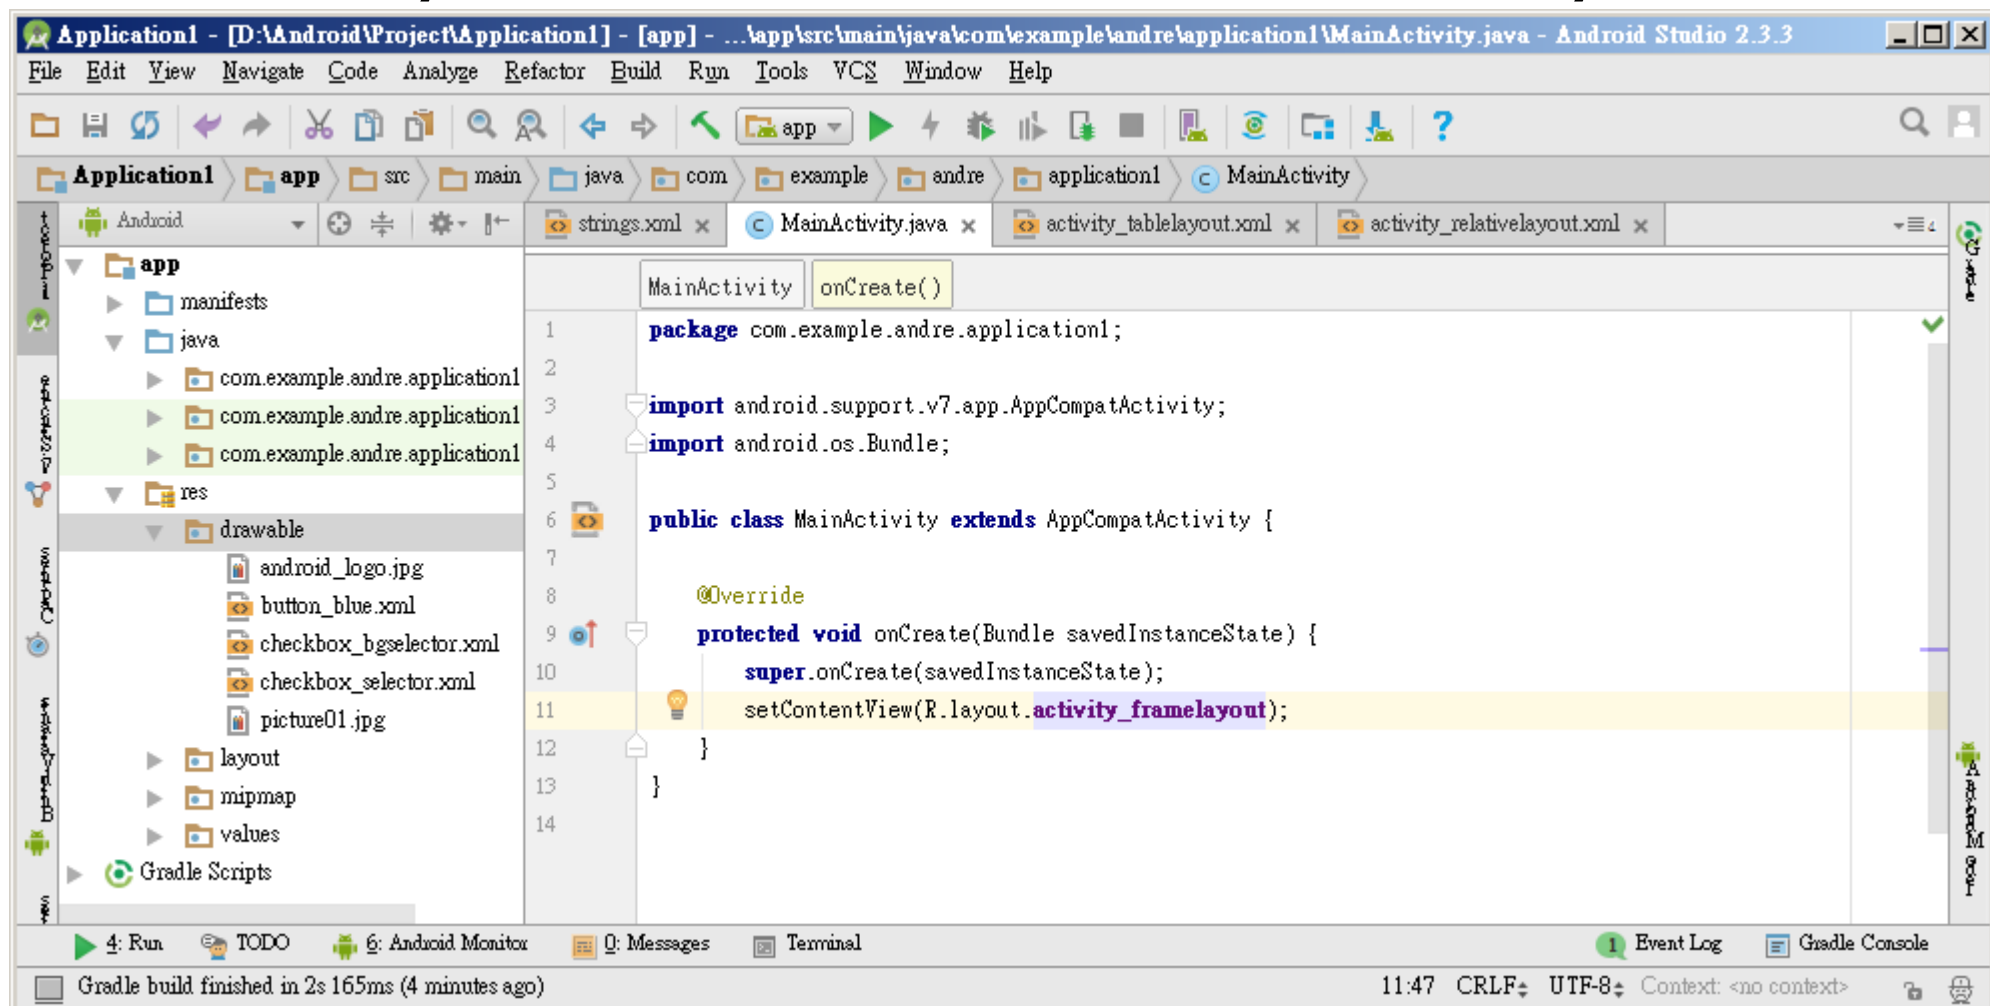 Application1 - [D:\Android\Project\Application1] - [app] - ...\app\src\main\java\com\example\andre\application1\MainActivity.java - Android Studio 2.3.3
File Edit View Navigate Code Analyze Refactor Build Run Tools VCS Window Help
app
Application1 app src main java com example andre application1 MainActivity
Android
strings.xml MainActivity.java activity_tablelayout.xml activity_relativelayout.xml
app
manifests
java
com.example.andre.application1
com.example.andre.application1
com.example.andre.application1
res
drawable
android_logo.jpg
button_blue.xml
checkbox_bgselector.xml
checkbox_selector.xml
picture01.jpg
layout
mipmap
values
Gradle Scripts
MainActivity onCreate()
1 package com.example.andre.application1;
2
3 import android.support.v7.app.AppCompatActivity;
4 import android.os.Bundle;
5
6 public class MainActivity extends AppCompatActivity {
7
8 @Override
9 protected void onCreate(Bundle savedInstanceState) {
10 super.onCreate(savedInstanceState);
11 setContentView(R.layout.activity_framelayout);
12 }
13 }
14
4: Run TODO 6: Android Monitor 0: Messages Terminal 1 Event Log Gradle Console
Gradle build finished in 2s 165ms (4 minutes ago) 11:47 CRLF UTF-8 Context: <no context>